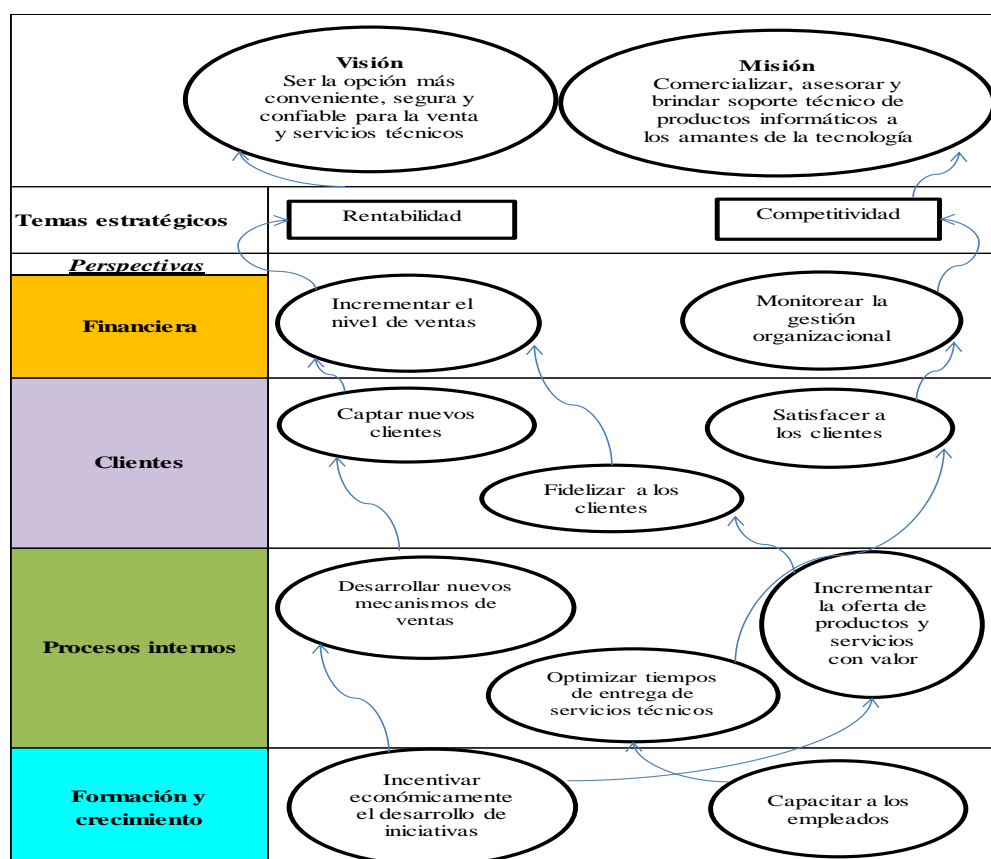 Visión
Ser la opción más
conveniente, segura y
confiable para la venta
y servicios técnicos
Misión
Comercializar, asesorar y
brindar soporte técnico de
productos informáticos a
los amantes de la tecnología
Temas estratégicos
Rentabilidad
Competitividad
Perspectivas
Financiera
Incrementar el
nivel de ventas
Monitorear la
gestión
organizacional
Clientes
Captar nuevos
clientes
Satisfacer a
los clientes
Fidelizar a los
clientes
Procesos internos
Desarrollar nuevos
mecanismos de
ventas
Incrementar
la oferta de
productos y
servicios
con valor
Optimizar tiempos
de entrega de
servicios técnicos
Formación y
crecimiento
Incentivar
económicamente
el desarrollo de
iniciativas
Capacitar a los
empleados